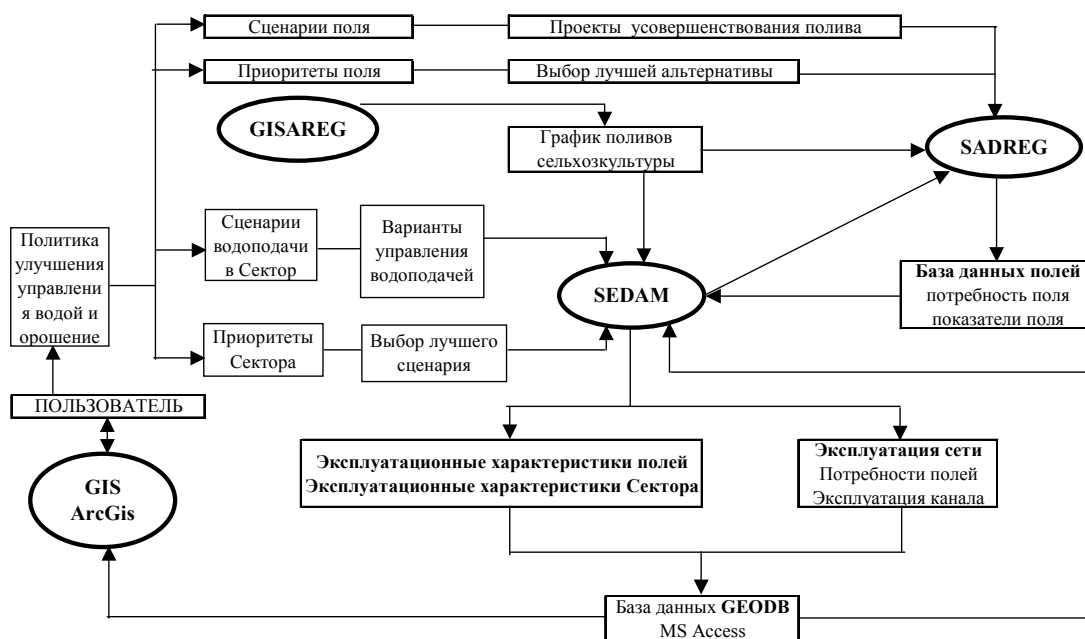 Сценарии поля
Проекты усовершенствования полива
Приоритеты поля
Выбор лучшей альтернативы
GISAREG
График поливов
сельхозкультуры
SADREG
Политика
улучшения
управлени
я водой и
орошение
Сценарии
водоподачи
в Сектор
Варианты
управления
водоподачей
SEDAM
База данных полей
потребность поля
показатели поля
Приоритеты
Сектора
Выбор лучшего
сценария
ПОЛЬЗОВАТЕЛЬ
GIS
ArcGis
Эксплуатационные характеристики полей
Эксплуатационные характеристики Сектора
Эксплуатация сети
Потребности полей
Эксплуатация канала
База данных GEODB
MS Access